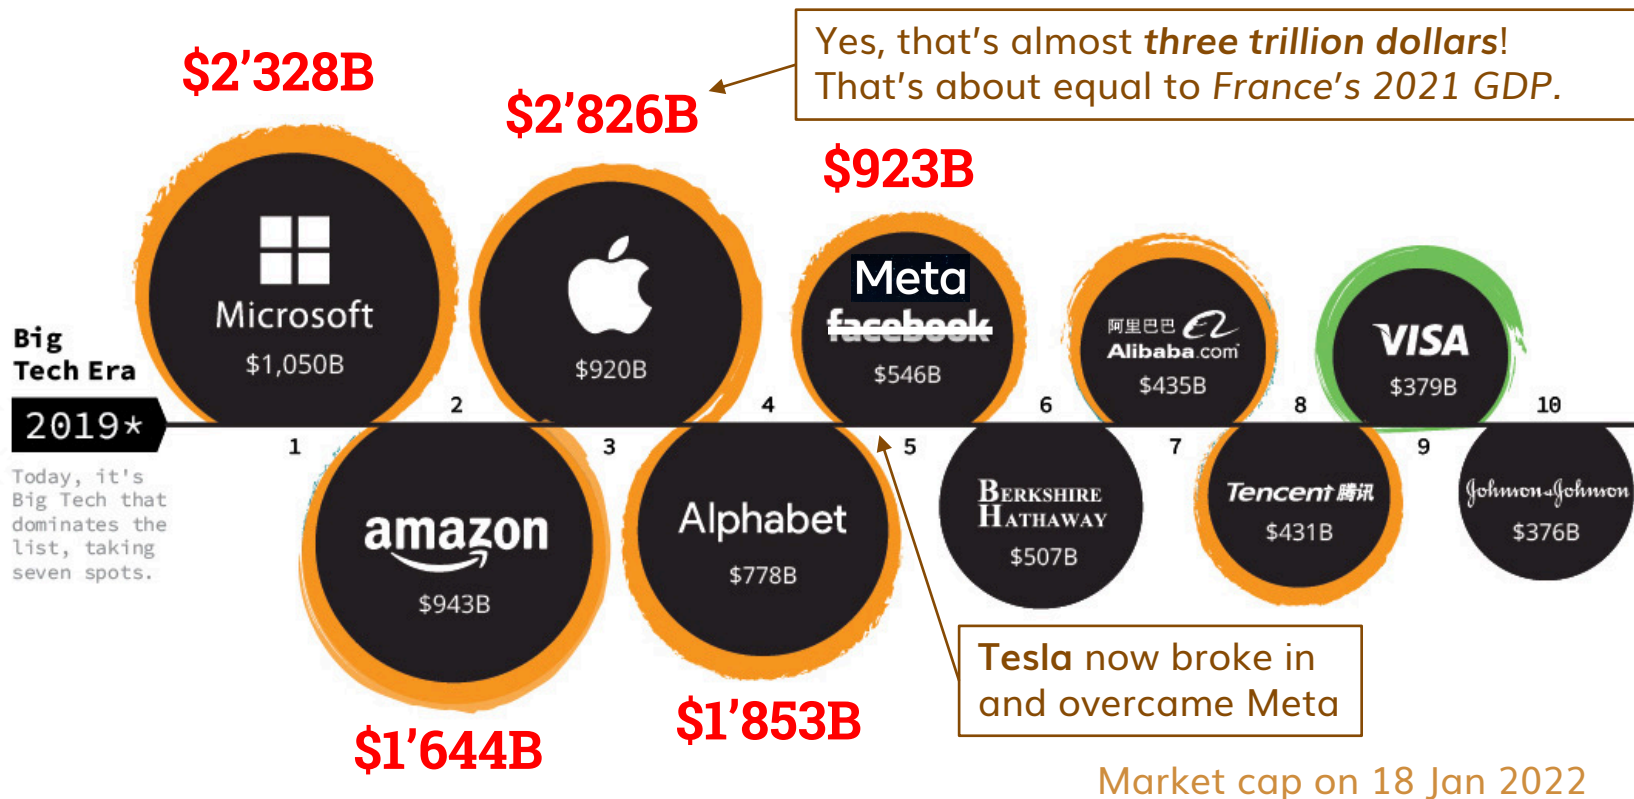 Yes, that's almost three trillion dollars!
That's about equal to France's 2021 GDP.
$2'328B
$2'826B
$923B
Microsoft
$1,050B
$920B
Meta
facebook
$546B
阿里巴巴
Alibaba.com
$435B
VISA
$379B
Big
Tech Era
2019*
Today, it's
Big Tech that
dominates the
list, taking
seven spots.
1
2
3
4
5
6
7
8
9
10
amazon
$943B
Alphabet
$778B
BERKSHIRE
HATHAWAY
$507B
Tencent 腾讯
$431B
Johnson & Johnson
$376B
Tesla now broke in
and overcame Meta
$1'644B
$1'853B
Market cap on 18 Jan 2022